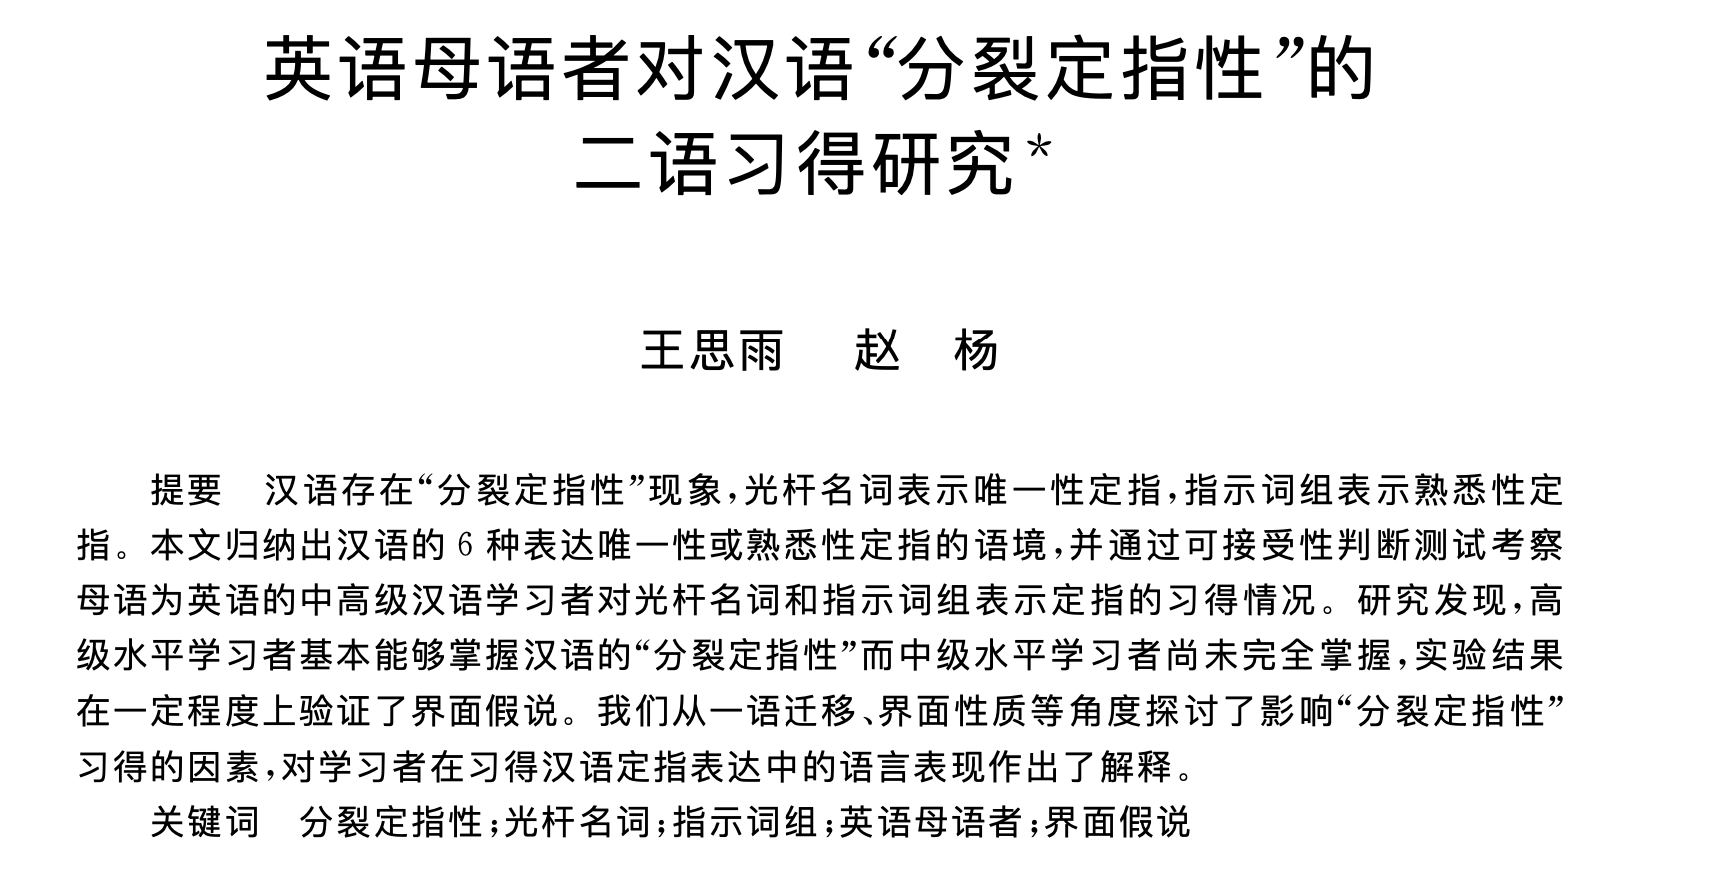 英语母语者对汉语“分裂定指性”的
二语习得研究*
王思雨 赵 杨
提要 汉语存在“分裂定指性”现象,光杆名词表示唯一性定指,指示词组表示熟悉性定
指。本文归纳出汉语的 6 种表达唯一性或熟悉性定指的语境,并通过可接受性判断测试考察
母语为英语的中高级汉语学习者对光杆名词和指示词组表示定指的习得情况。研究发现,高
级水平学习者基本能够掌握汉语的“分裂定指性”而中级水平学习者尚未完全掌握,实验结果
在一定程度上验证了界面假说。我们从一语迁移、界面性质等角度探讨了影响“分裂定指性”
习得的因素,对学习者在习得汉语定指表达中的语言表现作出了解释。
关键词 分裂定指性;光杆名词;指示词组;英语母语者;界面假说